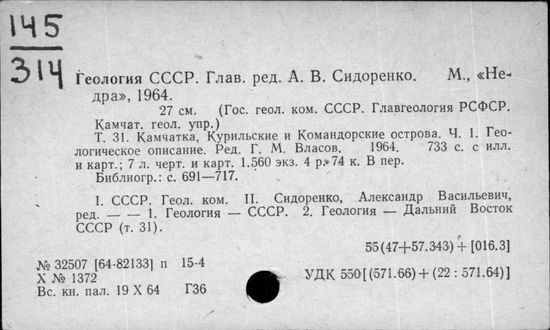 145
314
Геология СССР. Глав. ред. А. В. Сидоренко. М., «Не-
дра», 1964.
27 см. (Гос. геол. ком. СССР. Главгеология РСФСР.
Камчат. геол. упр.)
Т. 31. Камчатка, Курильские и Командорские острова. Ч. 1. Гео-
логическое описание. Ред. Г. М. Власов. 1964. 733 с. с илл.
и карт.; 7 л. черт. и карт. 1.560 экз. 4 р. 74 к. В пер.
Библиогр.: с. 691—717.
I. СССР. Геол. ком. II. Сидоренко, Александр Васильевич,
ред. — — 1. Геология — СССР. 2. Геология — Дальний Восток
СССР (т. 31).
55(47+57.343) + [016.3]
№ 32507 [64-82133] п 15-4
Х № 1372
УДК 550[(571.66) + (22 : 571.64)]
Вс. кн. пал. 19 X 64 Г36